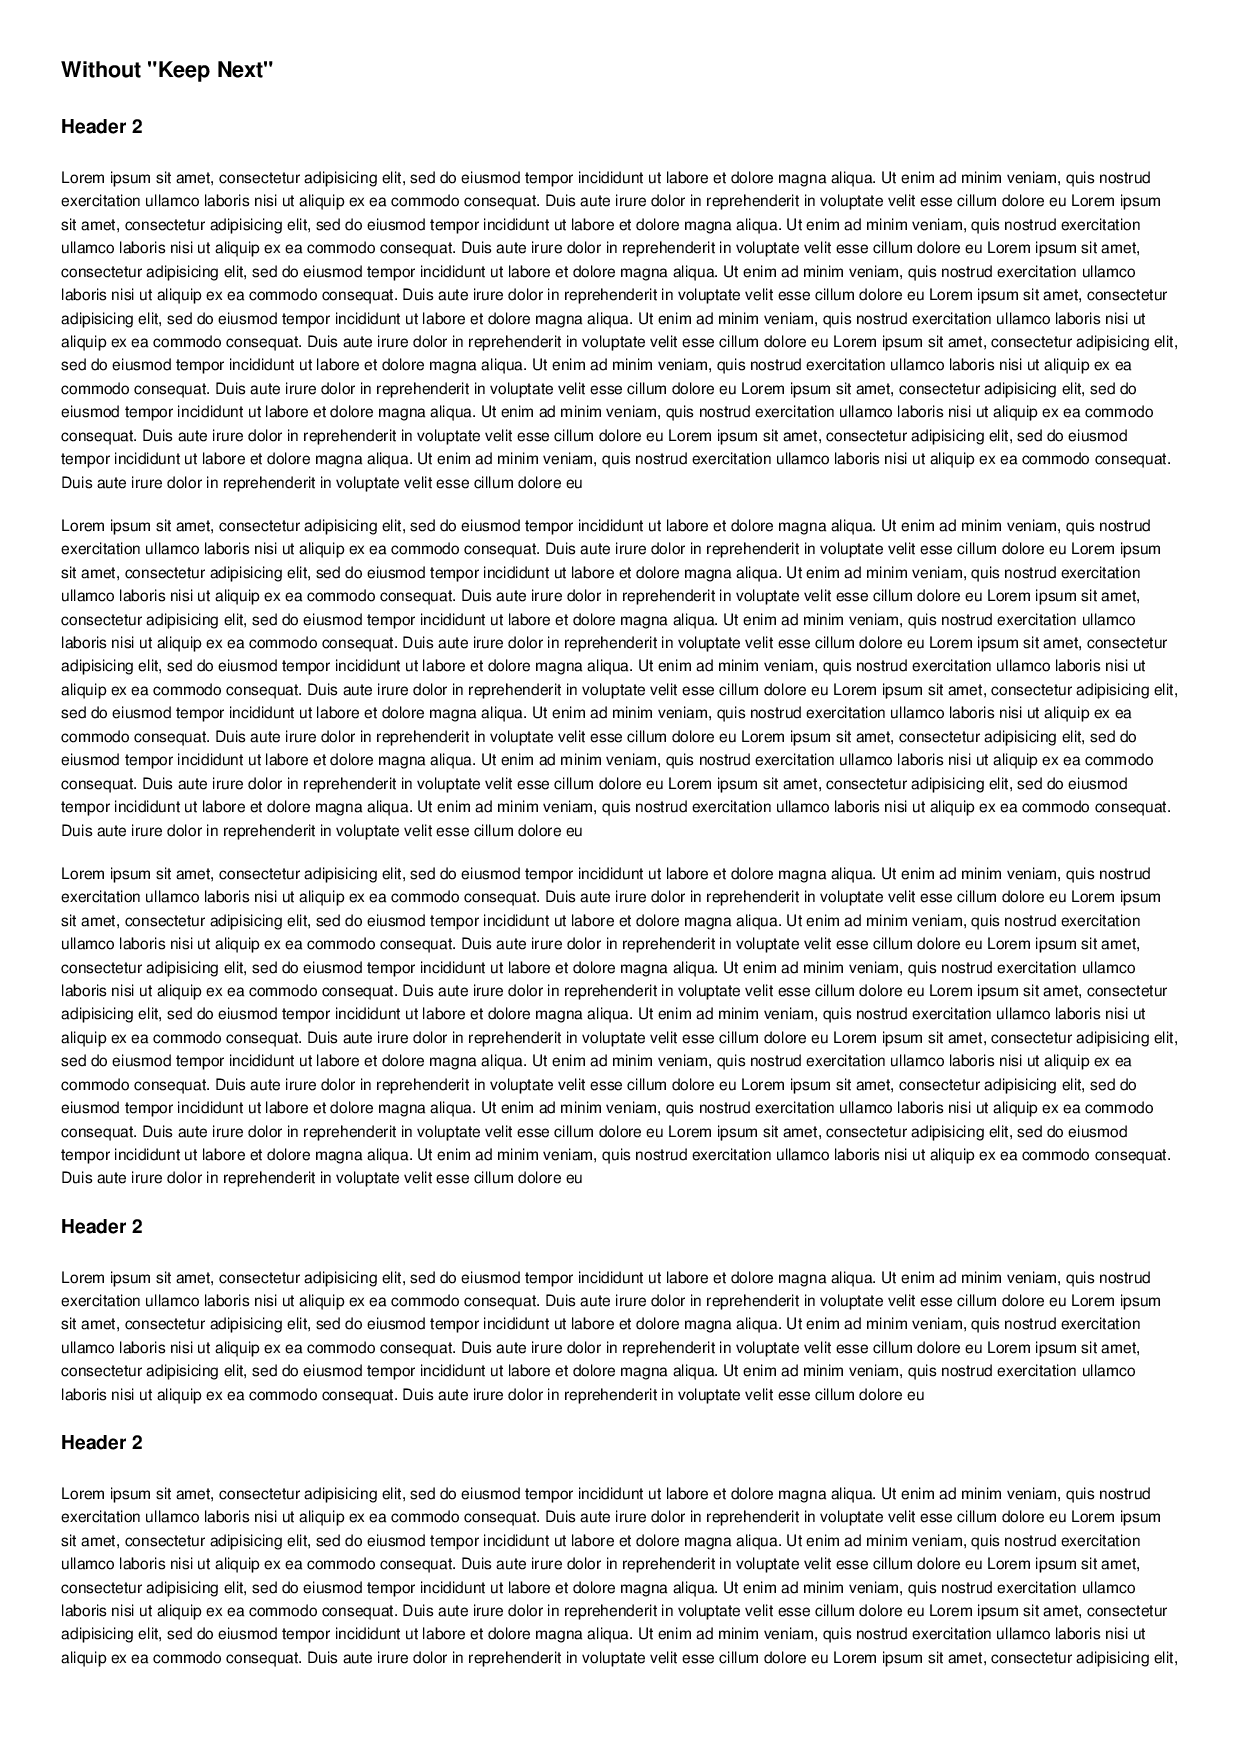 Without "Keep Next"
Header 2
Lorem ipsum sit amet, consectetur adipisicing elit, sed do eiusmod tempor incididunt ut labore et dolore magna aliqua. Ut enim ad minim veniam, quis nostrud
exercitation ullamco laboris nisi ut aliquip ex ea commodo consequat. Duis aute irure dolor in reprehenderit in voluptate velit esse cillum dolore eu Lorem ipsum
sit amet, consectetur adipisicing elit, sed do eiusmod tempor incididunt ut labore et dolore magna aliqua. Ut enim ad minim veniam, quis nostrud exercitation
ullamco laboris nisi ut aliquip ex ea commodo consequat. Duis aute irure dolor in reprehenderit in voluptate velit esse cillum dolore eu Lorem ipsum sit amet,
consectetur adipisicing elit, sed do eiusmod tempor incididunt ut labore et dolore magna aliqua. Ut enim ad minim veniam, quis nostrud exercitation ullamco
laboris nisi ut aliquip ex ea commodo consequat. Duis aute irure dolor in reprehenderit in voluptate velit esse cillum dolore eu Lorem ipsum sit amet, consectetur
adipisicing elit, sed do eiusmod tempor incididunt ut labore et dolore magna aliqua. Ut enim ad minim veniam, quis nostrud exercitation ullamco laboris nisi ut
aliquip ex ea commodo consequat. Duis aute irure dolor in reprehenderit in voluptate velit esse cillum dolore eu Lorem ipsum sit amet, consectetur adipisicing elit,
sed do eiusmod tempor incididunt ut labore et dolore magna aliqua. Ut enim ad minim veniam, quis nostrud exercitation ullamco laboris nisi ut aliquip ex ea
commodo consequat. Duis aute irure dolor in reprehenderit in voluptate velit esse cillum dolore eu Lorem ipsum sit amet, consectetur adipisicing elit, sed do
eiusmod tempor incididunt ut labore et dolore magna aliqua. Ut enim ad minim veniam, quis nostrud exercitation ullamco laboris nisi ut aliquip ex ea commodo
consequat. Duis aute irure dolor in reprehenderit in voluptate velit esse cillum dolore eu Lorem ipsum sit amet, consectetur adipisicing elit, sed do eiusmod
tempor incididunt ut labore et dolore magna aliqua. Ut enim ad minim veniam, quis nostrud exercitation ullamco laboris nisi ut aliquip ex ea commodo consequat.
Duis aute irure dolor in reprehenderit in voluptate velit esse cillum dolore eu
Lorem ipsum sit amet, consectetur adipisicing elit, sed do eiusmod tempor incididunt ut labore et dolore magna aliqua. Ut enim ad minim veniam, quis nostrud
exercitation ullamco laboris nisi ut aliquip ex ea commodo consequat. Duis aute irure dolor in reprehenderit in voluptate velit esse cillum dolore eu Lorem ipsum
sit amet, consectetur adipisicing elit, sed do eiusmod tempor incididunt ut labore et dolore magna aliqua. Ut enim ad minim veniam, quis nostrud exercitation
ullamco laboris nisi ut aliquip ex ea commodo consequat. Duis aute irure dolor in reprehenderit in voluptate velit esse cillum dolore eu Lorem ipsum sit amet,
consectetur adipisicing elit, sed do eiusmod tempor incididunt ut labore et dolore magna aliqua. Ut enim ad minim veniam, quis nostrud exercitation ullamco
laboris nisi ut aliquip ex ea commodo consequat. Duis aute irure dolor in reprehenderit in voluptate velit esse cillum dolore eu Lorem ipsum sit amet, consectetur
adipisicing elit, sed do eiusmod tempor incididunt ut labore et dolore magna aliqua. Ut enim ad minim veniam, quis nostrud exercitation ullamco laboris nisi ut
aliquip ex ea commodo consequat. Duis aute irure dolor in reprehenderit in voluptate velit esse cillum dolore eu Lorem ipsum sit amet, consectetur adipisicing elit,
sed do eiusmod tempor incididunt ut labore et dolore magna aliqua. Ut enim ad minim veniam, quis nostrud exercitation ullamco laboris nisi ut aliquip ex ea
commodo consequat. Duis aute irure dolor in reprehenderit in voluptate velit esse cillum dolore eu Lorem ipsum sit amet, consectetur adipisicing elit, sed do
eiusmod tempor incididunt ut labore et dolore magna aliqua. Ut enim ad minim veniam, quis nostrud exercitation ullamco laboris nisi ut aliquip ex ea commodo
consequat. Duis aute irure dolor in reprehenderit in voluptate velit esse cillum dolore eu Lorem ipsum sit amet, consectetur adipisicing elit, sed do eiusmod
tempor incididunt ut labore et dolore magna aliqua. Ut enim ad minim veniam, quis nostrud exercitation ullamco laboris nisi ut aliquip ex ea commodo consequat.
Duis aute irure dolor in reprehenderit in voluptate velit esse cillum dolore eu
Lorem ipsum sit amet, consectetur adipisicing elit, sed do eiusmod tempor incididunt ut labore et dolore magna aliqua. Ut enim ad minim veniam, quis nostrud
exercitation ullamco laboris nisi ut aliquip ex ea commodo consequat. Duis aute irure dolor in reprehenderit in voluptate velit esse cillum dolore eu Lorem ipsum
sit amet, consectetur adipisicing elit, sed do eiusmod tempor incididunt ut labore et dolore magna aliqua. Ut enim ad minim veniam, quis nostrud exercitation
ullamco laboris nisi ut aliquip ex ea commodo consequat. Duis aute irure dolor in reprehenderit in voluptate velit esse cillum dolore eu Lorem ipsum sit amet,
consectetur adipisicing elit, sed do eiusmod tempor incididunt ut labore et dolore magna aliqua. Ut enim ad minim veniam, quis nostrud exercitation ullamco
laboris nisi ut aliquip ex ea commodo consequat. Duis aute irure dolor in reprehenderit in voluptate velit esse cillum dolore eu Lorem ipsum sit amet, consectetur
adipisicing elit, sed do eiusmod tempor incididunt ut labore et dolore magna aliqua. Ut enim ad minim veniam, quis nostrud exercitation ullamco laboris nisi ut
aliquip ex ea commodo consequat. Duis aute irure dolor in reprehenderit in voluptate velit esse cillum dolore eu Lorem ipsum sit amet, consectetur adipisicing elit,
sed do eiusmod tempor incididunt ut labore et dolore magna aliqua. Ut enim ad minim veniam, quis nostrud exercitation ullamco laboris nisi ut aliquip ex ea
commodo consequat. Duis aute irure dolor in reprehenderit in voluptate velit esse cillum dolore eu Lorem ipsum sit amet, consectetur adipisicing elit, sed do
eiusmod tempor incididunt ut labore et dolore magna aliqua. Ut enim ad minim veniam, quis nostrud exercitation ullamco laboris nisi ut aliquip ex ea commodo
consequat. Duis aute irure dolor in reprehenderit in voluptate velit esse cillum dolore eu Lorem ipsum sit amet, consectetur adipisicing elit, sed do eiusmod
tempor incididunt ut labore et dolore magna aliqua. Ut enim ad minim veniam, quis nostrud exercitation ullamco laboris nisi ut aliquip ex ea commodo consequat.
Duis aute irure dolor in reprehenderit in voluptate velit esse cillum dolore eu
Header 2
Lorem ipsum sit amet, consectetur adipisicing elit, sed do eiusmod tempor incididunt ut labore et dolore magna aliqua. Ut enim ad minim veniam, quis nostrud
exercitation ullamco laboris nisi ut aliquip ex ea commodo consequat. Duis aute irure dolor in reprehenderit in voluptate velit esse cillum dolore eu Lorem ipsum
sit amet, consectetur adipisicing elit, sed do eiusmod tempor incididunt ut labore et dolore magna aliqua. Ut enim ad minim veniam, quis nostrud exercitation
ullamco laboris nisi ut aliquip ex ea commodo consequat. Duis aute irure dolor in reprehenderit in voluptate velit esse cillum dolore eu Lorem ipsum sit amet,
consectetur adipisicing elit, sed do eiusmod tempor incididunt ut labore et dolore magna aliqua. Ut enim ad minim veniam, quis nostrud exercitation ullamco
laboris nisi ut aliquip ex ea commodo consequat. Duis aute irure dolor in reprehenderit in voluptate velit esse cillum dolore eu
Header 2
Lorem ipsum sit amet, consectetur adipisicing elit, sed do eiusmod tempor incididunt ut labore et dolore magna aliqua. Ut enim ad minim veniam, quis nostrud
exercitation ullamco laboris nisi ut aliquip ex ea commodo consequat. Duis aute irure dolor in reprehenderit in voluptate velit esse cillum dolore eu Lorem ipsum
sit amet, consectetur adipisicing elit, sed do eiusmod tempor incididunt ut labore et dolore magna aliqua. Ut enim ad minim veniam, quis nostrud exercitation
ullamco laboris nisi ut aliquip ex ea commodo consequat. Duis aute irure dolor in reprehenderit in voluptate velit esse cillum dolore eu Lorem ipsum sit amet,
consectetur adipisicing elit, sed do eiusmod tempor incididunt ut labore et dolore magna aliqua. Ut enim ad minim veniam, quis nostrud exercitation ullamco
laboris nisi ut aliquip ex ea commodo consequat. Duis aute irure dolor in reprehenderit in voluptate velit esse cillum dolore eu Lorem ipsum sit amet, consectetur
adipisicing elit, sed do eiusmod tempor incididunt ut labore et dolore magna aliqua. Ut enim ad minim veniam, quis nostrud exercitation ullamco laboris nisi ut
aliquip ex ea commodo consequat. Duis aute irure dolor in reprehenderit in voluptate velit esse cillum dolore eu Lorem ipsum sit amet, consectetur adipisicing elit,